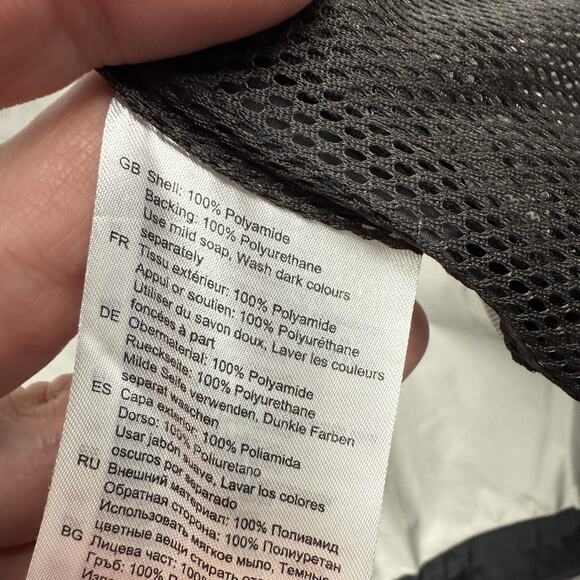 GB Shell: 100% Polyamide
Backing: 100% Polyurethane
Use mild soap, Wash dark colours
separately
FR Tissu extérieur: 100% Polyamide
Appui or soutien: 100% Polyuréthane
Utiliser du savon doux, Laver les couleurs
foncées à part
DE Obermaterial: 100% Polyamide
Rueckseite: 100% Polyurethane
Milde Seife verwenden, Dunkle Farben
separat waschen
ES Capa exterior: 100% Poliamida
Dorso: 100% Poliuretano
Usar jabón suave, Lavar los colores
oscuros por separado
RU Внешний материал: 100% Полиамид
Обратная сторона: 100% Полиуретан
Использовать мягкое мыло, Темные
цветные вещи стирать
BG Лицева част: 100%
Гръб: 100%